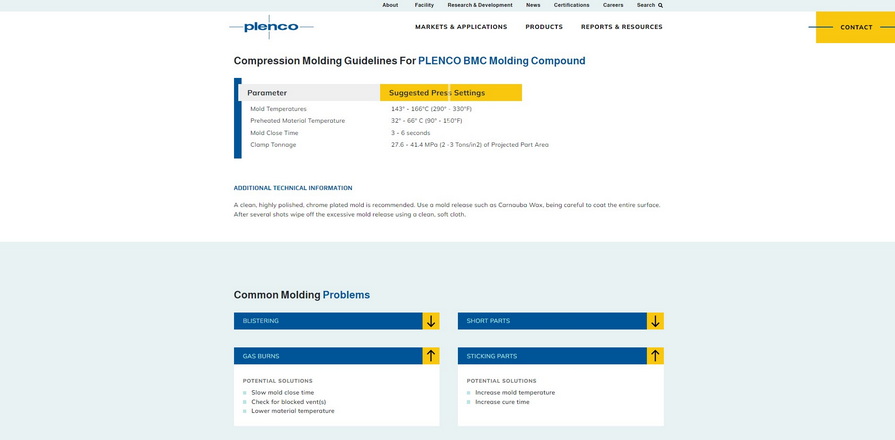 About Facility Research & Development News Certifications Careers Search
plenco
MARKETS & APPLICATIONS PRODUCTS REPORTS & RESOURCES
CONTACT
Compression Molding Guidelines For PLENCO BMC Molding Compound
Parameter Suggested Press Settings
Mold Temperatures 143° - 166°C (290° - 330°F)
Preheated Material Temperature 32° - 66° C (90° - 150°F)
Mold Close Time 3 - 6 seconds
Clamp Tonnage 27.6 - 41.4 MPa (2 -3 Tons/in2) of Projected Part Area
ADDITIONAL TECHNICAL INFORMATION
A clean, highly polished, chrome plated mold is recommended. Use a mold release such as Carnauba Wax, being careful to coat the entire surface.
After several shots wipe off the excessive mold release using a clean, soft cloth.
Common Molding Problems
BLISTERING
SHORT PARTS
GAS BURNS
POTENTIAL SOLUTIONS
Slow mold close time
Check for blocked vent(s)
Lower material temperature
STICKING PARTS
POTENTIAL SOLUTIONS
Increase mold temperature
Increase cure time